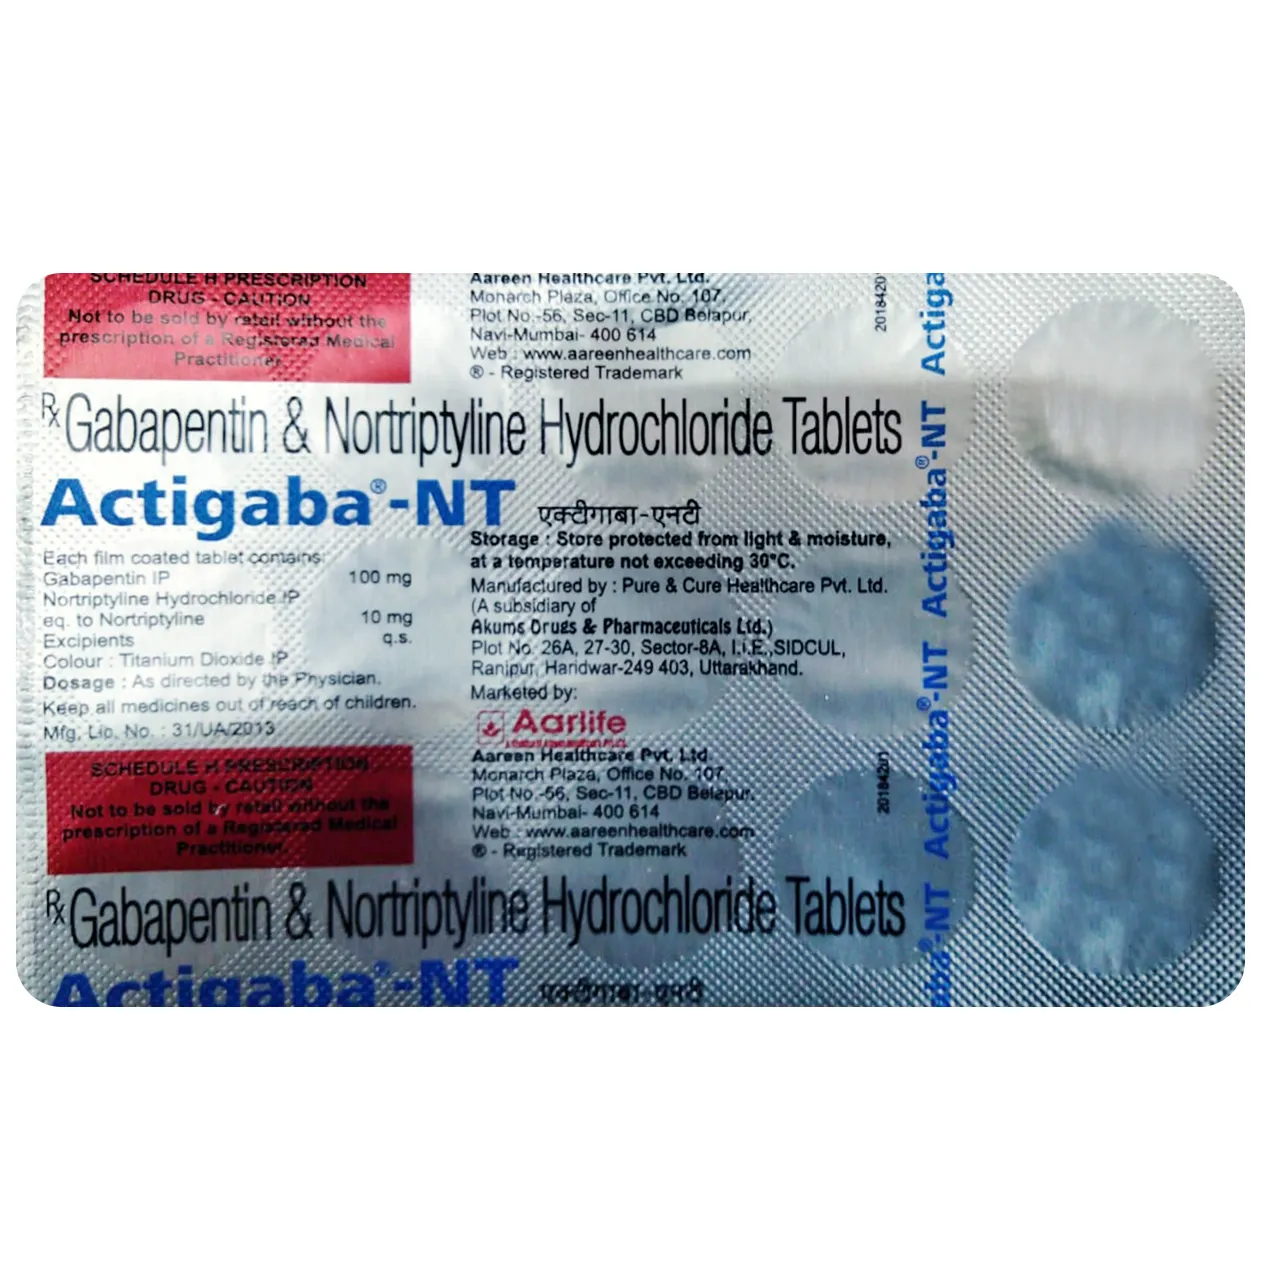 SCHEDULE H PRESCRIPTION
DRUG - CAUTION
Not to be sold by retail without the
prescription of a Registered Medical
Practitioner.
Aareen Healthcare Pvt. Ltd.
Monarch Plaza, Office No. 107,
Plot No.-56, Sec-11, CBD Belapur,
Navi-Mumbai- 400 614
Web : www.aareenhealthcare.com
® - Registered Trademark
Rx Gabapentin & Nortriptyline Hydrochloride Tablets
Actigaba®-NT एक्टीगाबा-एनटी
Each film coated tablet contains:
Gabapentin IP 100 mg
Nortriptyline Hydrochloride IP
eq. to Nortriptyline 10 mg
Excipients q.s.
Colour : Titanium Dioxide IP
Dosage : As directed by the Physician.
Keep all medicines out of reach of children.
Mfg. Lic. No. : 31/UA/2013
Storage : Store protected from light & moisture,
at a temperature not exceeding 30°C.
Manufactured by : Pure & Cure Healthcare Pvt. Ltd.
(A subsidiary of
Akums Drugs & Pharmaceuticals Ltd.)
Plot No. 26A, 27-30, Sector-8A, I.I.E.,SIDCUL,
Ranipur, Haridwar-249 403, Uttarakhand.
Marketed by:
Aarlife
Aareen Healthcare Pvt. Ltd.
Monarch Plaza, Office No. 107,
Plot No.-56, Sec-11, CBD Belapur,
Navi-Mumbai- 400 614
Web : www.aareenhealthcare.com
® - Registered Trademark
SCHEDULE H PRESCRIPTION
DRUG - CAUTION
Not to be sold by retail without the
prescription of a Registered Medical
Practitioner.
Rx Gabapentin & Nortriptyline Hydrochloride Tablets
Actigaba®-NT एक्टीगाबा-एनटी
2018420
20184201
Actiga
Actigaba®-NT
Actigaba®-NT
aba®-NT